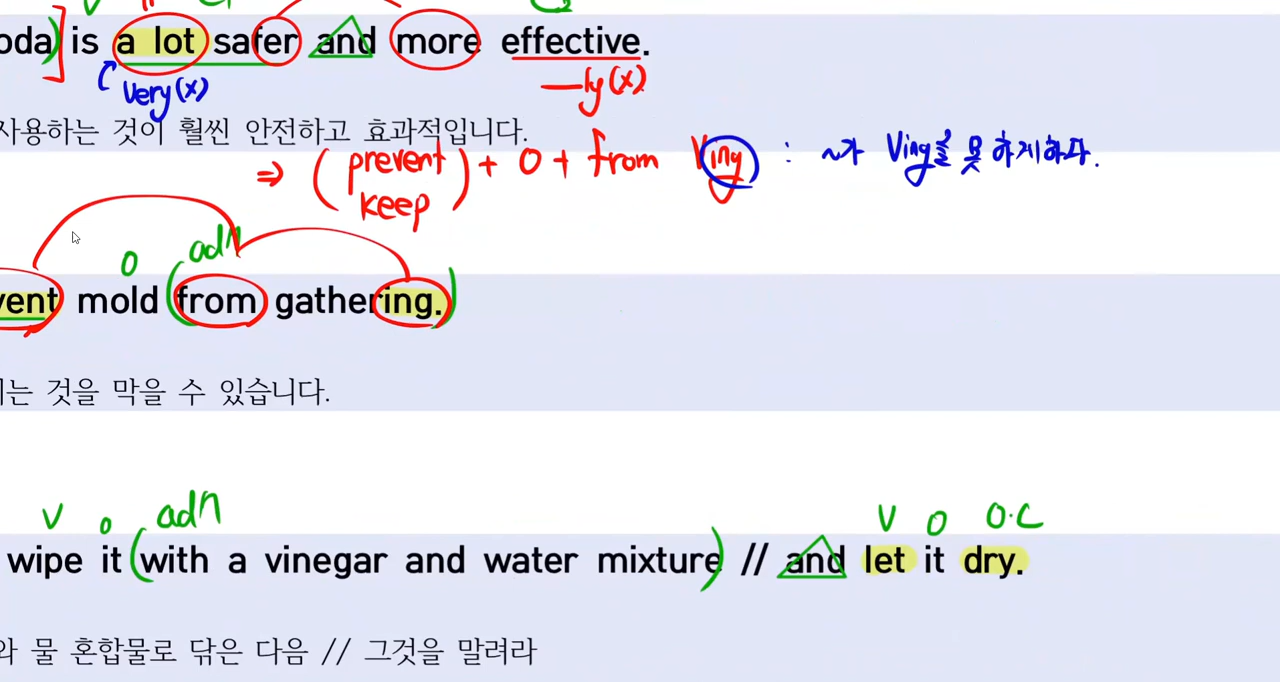 V O C₂
oda) ] is a lot safer and more effective.
very(x) —ly(x)
사용하는 것이 훨씬 안전하고 효과적입니다.
⇒ (prevent keep) + O + from Ving : ~가 Ving를 못 하게하다.
O adn
vent mold (from gathering.)
는 것을 막을 수 있습니다.
V O adn V O O.C
wipe it (with a vinegar and water mixture) // and let it dry.
와 물 혼합물로 닦은 다음 // 그것을 말려라